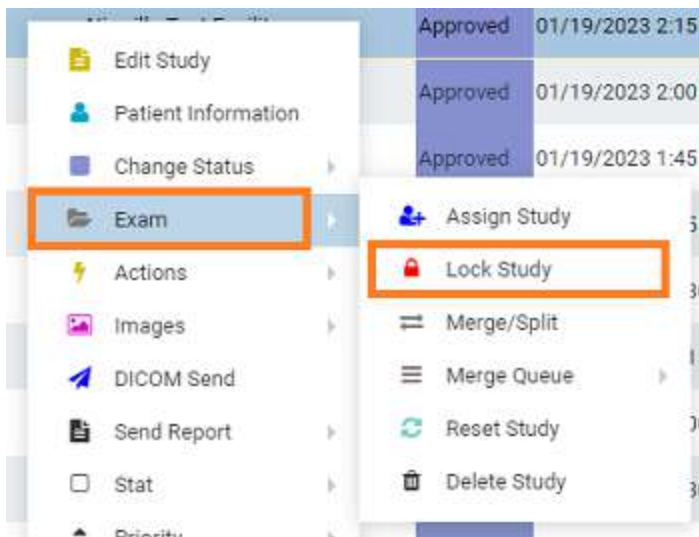 Approved 01/19/2023 2:15
Edit Study
Patient Information
Approved 01/19/2023 2:00
Change Status
Approved 01/19/2023 1:45
Exam
Actions
Images
DICOM Send
Send Report
Stat
Priority
Assign Study
Lock Study
Merge/Split
Merge Queue
Reset Study
Delete Study